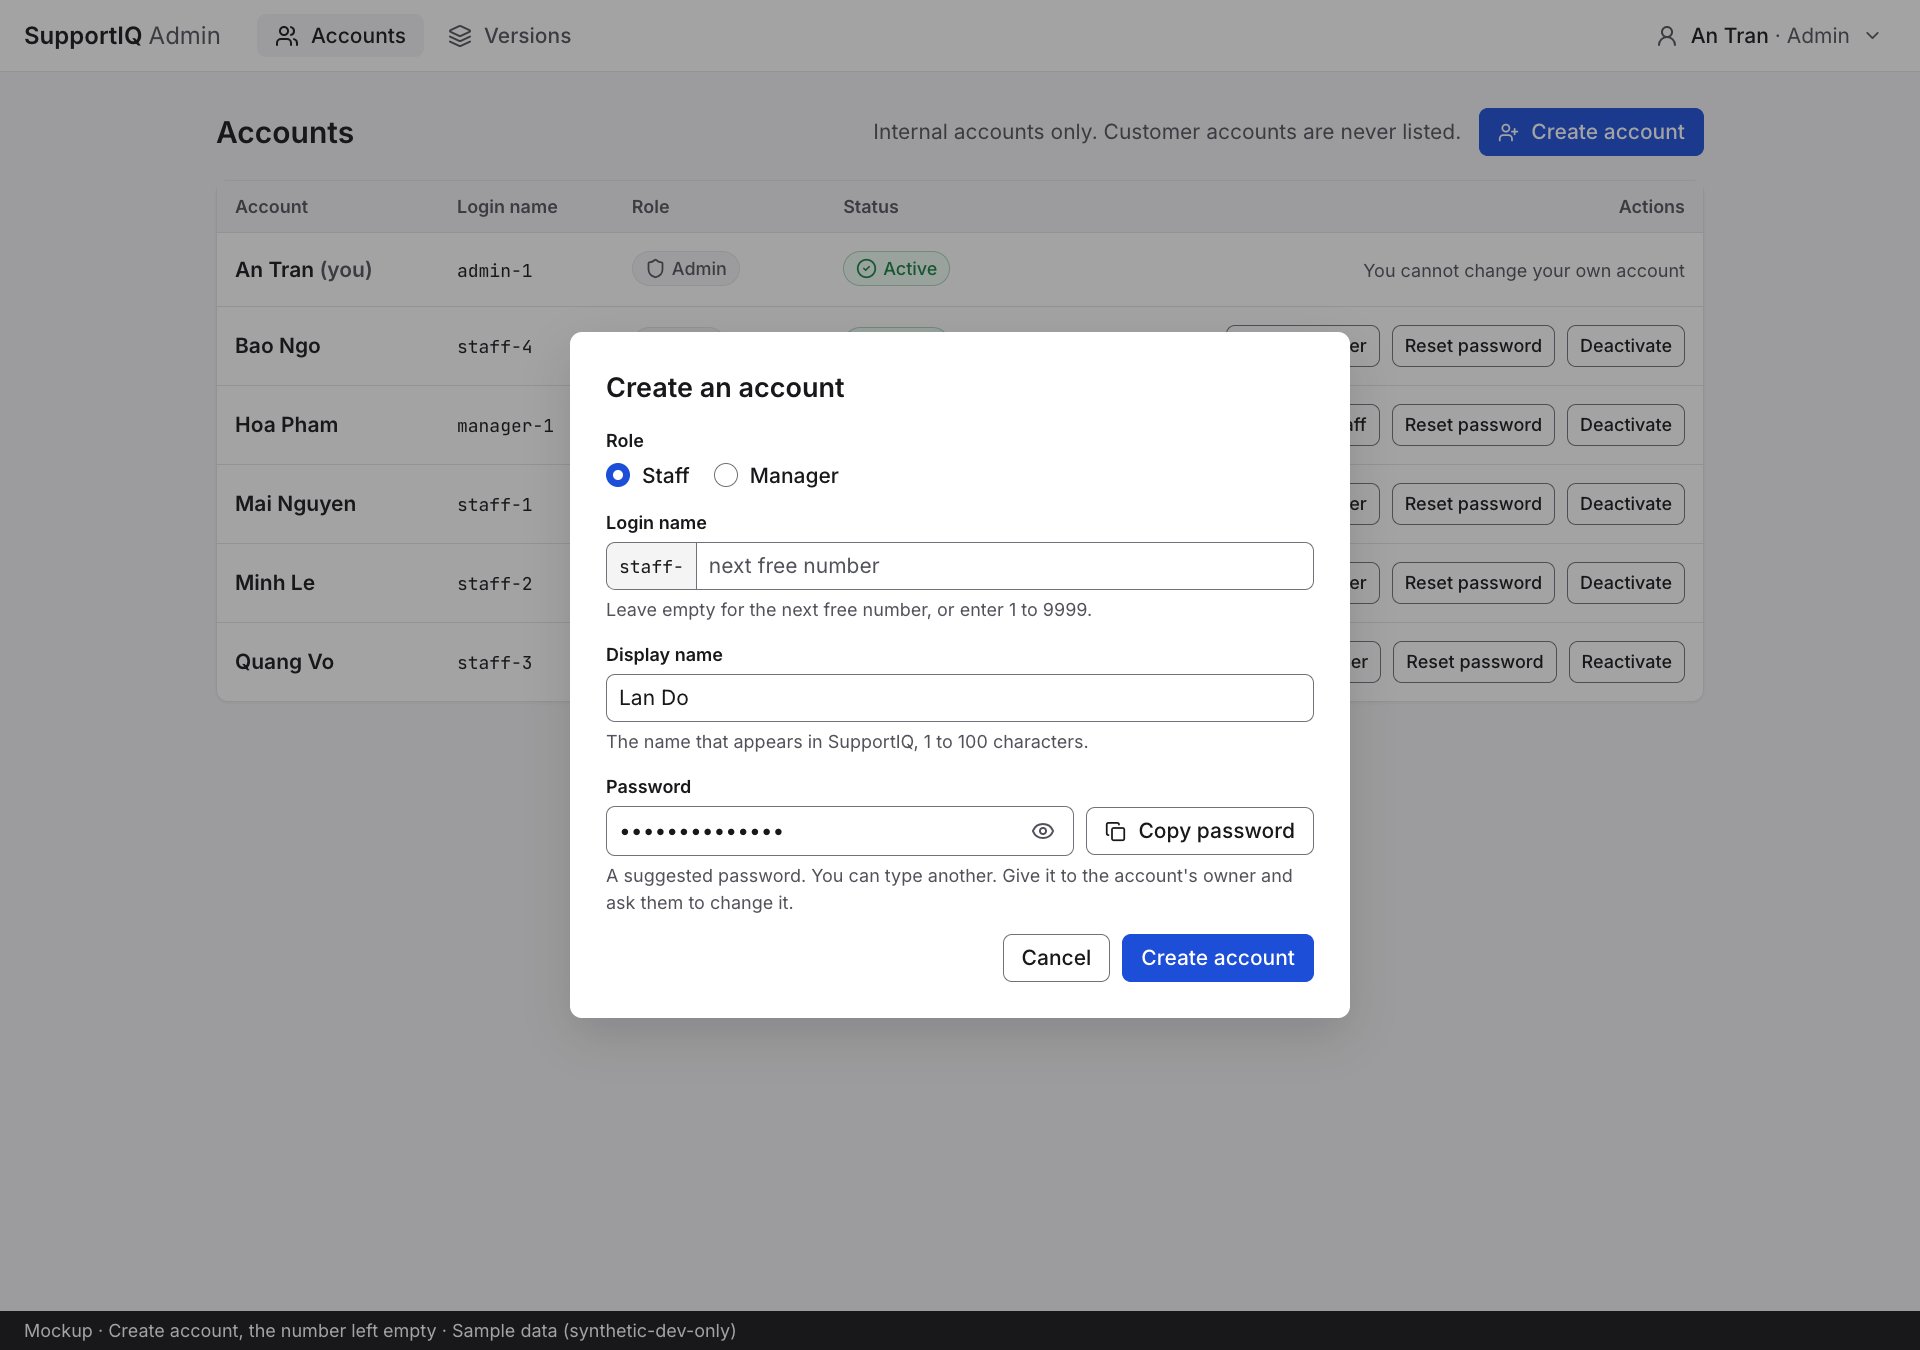 SupportIQ Admin Accounts Versions An Tran · Admin
Accounts Internal accounts only. Customer accounts are never listed. Create account
Account Login name Role Status Actions
An Tran (you) admin-1 Admin Active You cannot change your own account
Bao Ngo staff-4 er Reset password Deactivate
Hoa Pham manager-1 aff Reset password Deactivate
Mai Nguyen staff-1 er Reset password Deactivate
Minh Le staff-2 er Reset password Deactivate
Quang Vo staff-3 er Reset password Reactivate
Create an account
Role
Staff Manager
Login name
staff- next free number
Leave empty for the next free number, or enter 1 to 9999.
Display name
Lan Do
The name that appears in SupportIQ, 1 to 100 characters.
Password
•••••••••••••• Copy password
A suggested password. You can type another. Give it to the account's owner and
ask them to change it.
Cancel Create account
Mockup · Create account, the number left empty · Sample data (synthetic-dev-only)